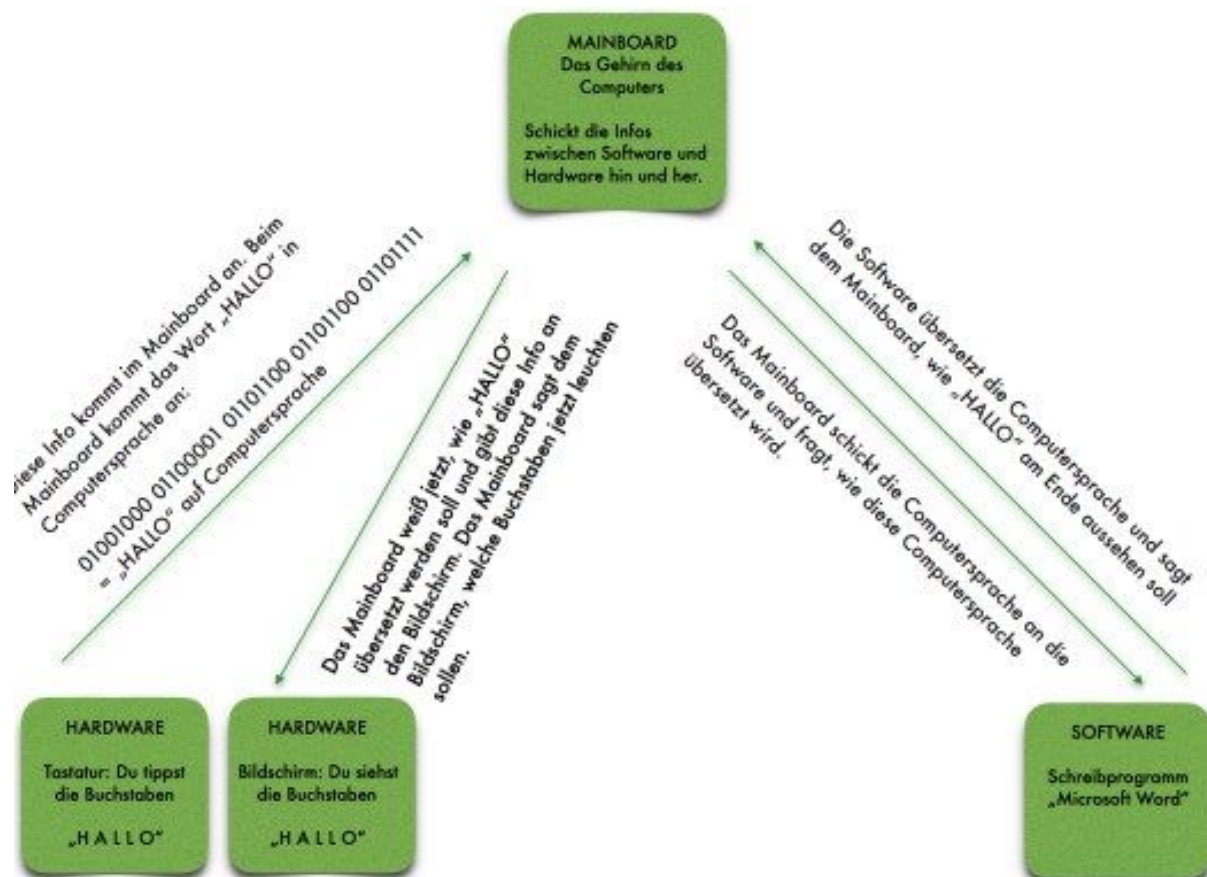 MAINBOARD
Das Gehirn des
Computers
Schickt die Infos
zwischen Software und
Hardware hin und her.
Diese Info kommt im Mainboard an. Beim
Mainboard kommt das Wort „HALLO“ in
Computersprache an:
01001000 01100001 01101100 01101100 01101111
= „HALLO“ auf Computersprache
Das Mainboard weiß jetzt, wie „HALLO“
übersetzt werden soll und gibt diese Info an
den Bildschirm. Das Mainboard sagt dem
Bildschirm, welche Buchstaben jetzt leuchten
sollen.
Das Mainboard schickt die Computersprache an die
Software und fragt, wie diese Computersprache
übersetzt wird.
Die Software übersetzt die Computersprache und sagt
dem Mainboard, wie „HALLO“ am Ende aussehen soll
HARDWARE
Tastatur: Du tippst
die Buchstaben
„H A L L O“
HARDWARE
Bildschirm: Du siehst
die Buchstaben
„H A L L O“
SOFTWARE
Schreibprogramm
„Microsoft Word“